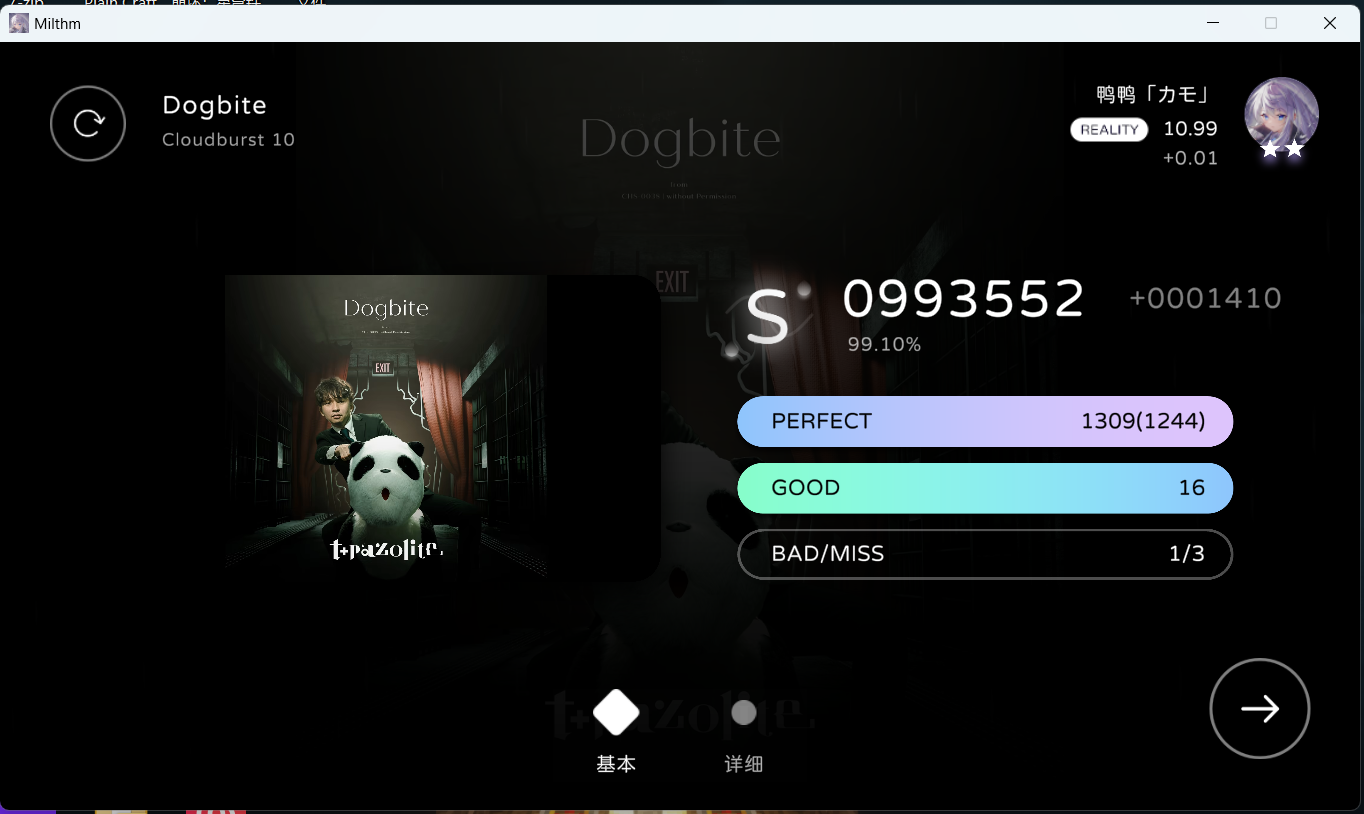 Milthm
Dogbite
Cloudburst 10
鸭鸭「カモ」
REALITY 10.99
+0.01
Dogbite
EXIT
Dogbite
EXIT
t+pazolite.
S 0993552 +0001410
99.10%
PERFECT 1309(1244)
GOOD 16
BAD/MISS 1/3
t+pazolite.
基本 详细